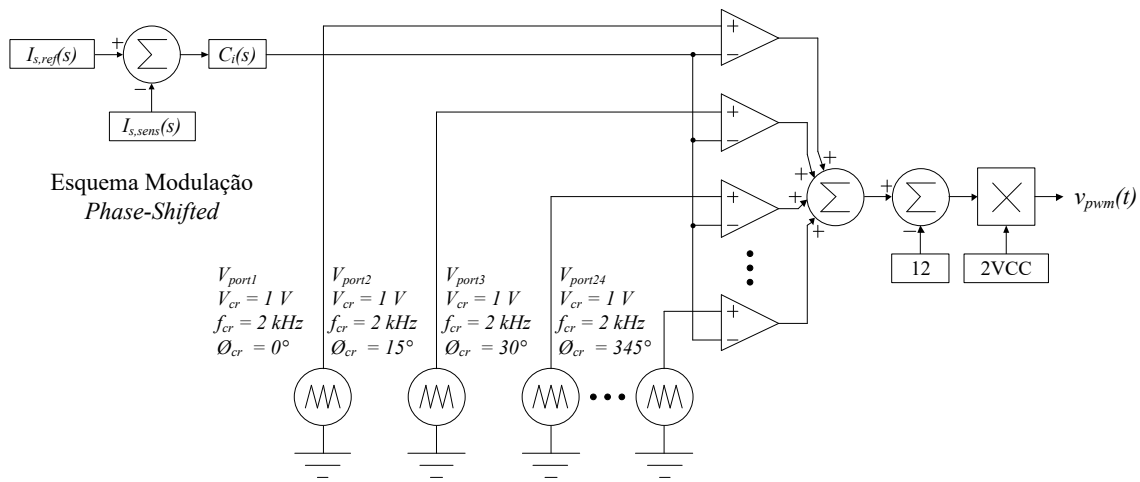 I_s,ref(s)
+
Σ
−
C_i(s)
I_s,sens(s)
Esquema Modulação
Phase-Shifted
+
−
+
−
+
−
+
−
+
+
+
+
Σ
+
Σ
−
12
2VCC
v_pwm(t)
V_port1
V_cr = 1 V
f_cr = 2 kHz
Ø_cr = 0°
V_port2
V_cr = 1 V
f_cr = 2 kHz
Ø_cr = 15°
V_port3
V_cr = 1 V
f_cr = 2 kHz
Ø_cr = 30°
V_port24
V_cr = 1 V
f_cr = 2 kHz
Ø_cr = 345°